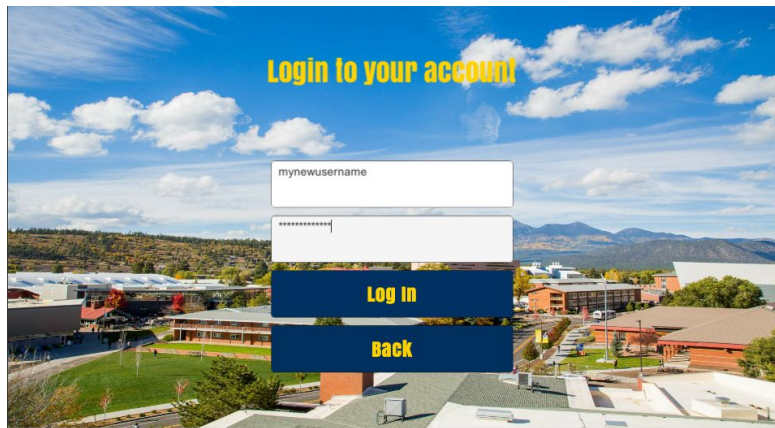 Login to your account
mynewusername
*************
Log In
Back